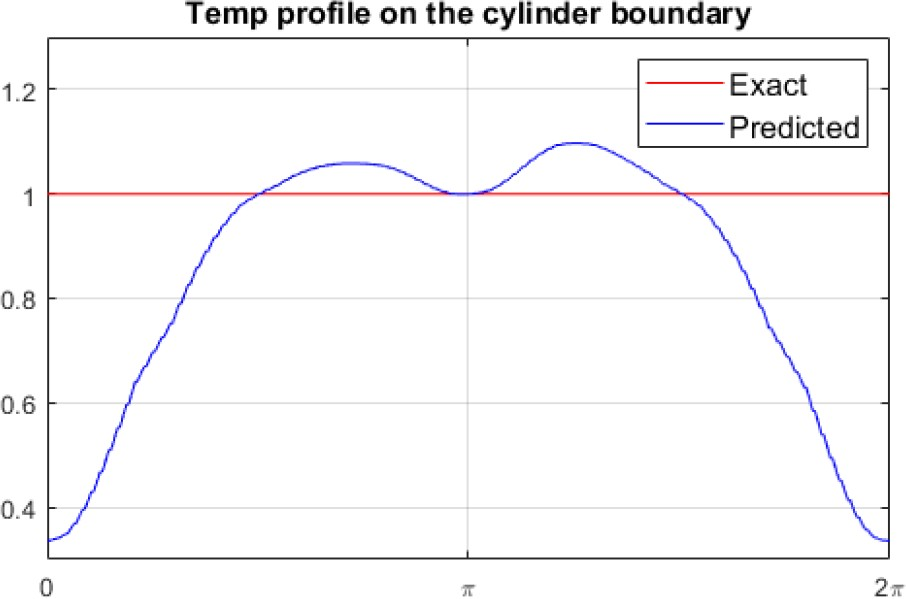 Temp profile on the cylinder boundary
1.2
1
0.8
0.6
0.4
Exact
Predicted
0
π
2π